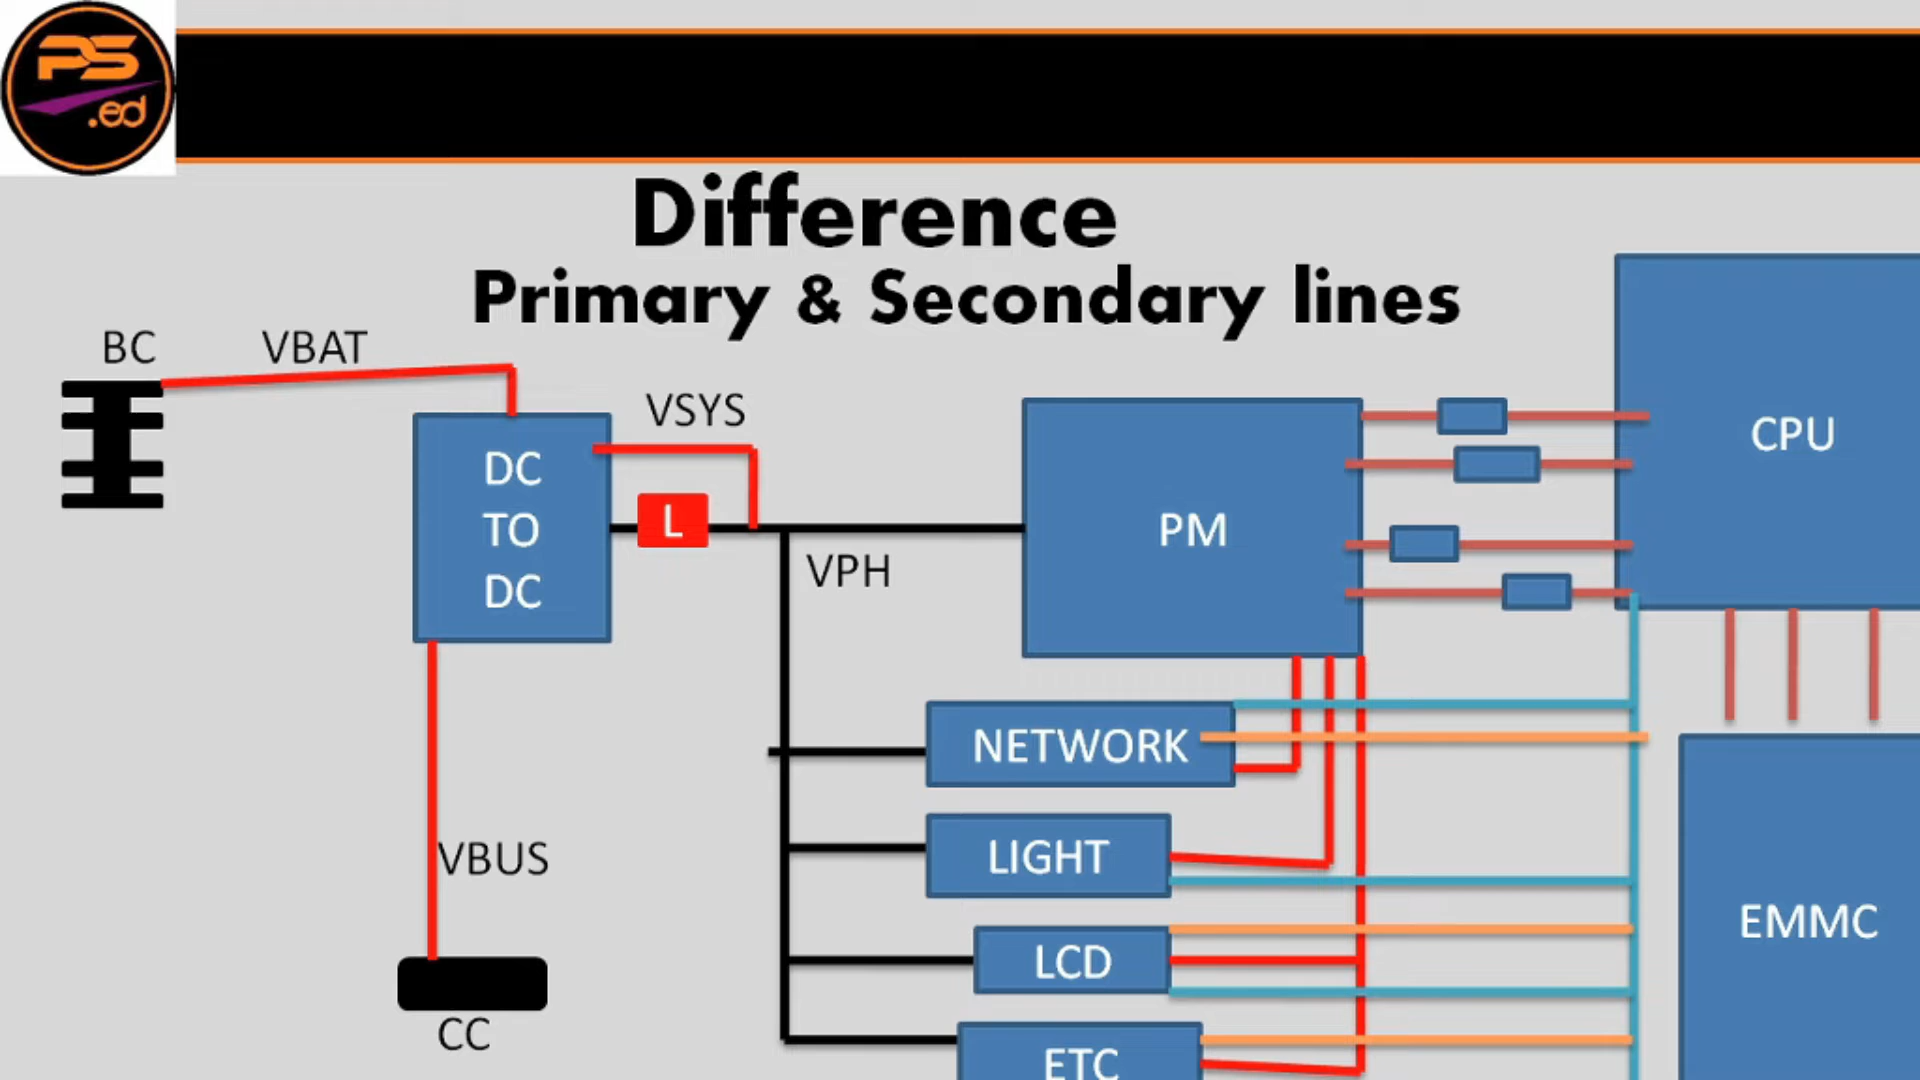 PS
.ed
Difference
Primary & Secondary lines
BC
VBAT
VSYS
DC
TO
DC
L
VPH
PM
CPU
NETWORK
VBUS
LIGHT
EMMC
LCD
CC
ETC